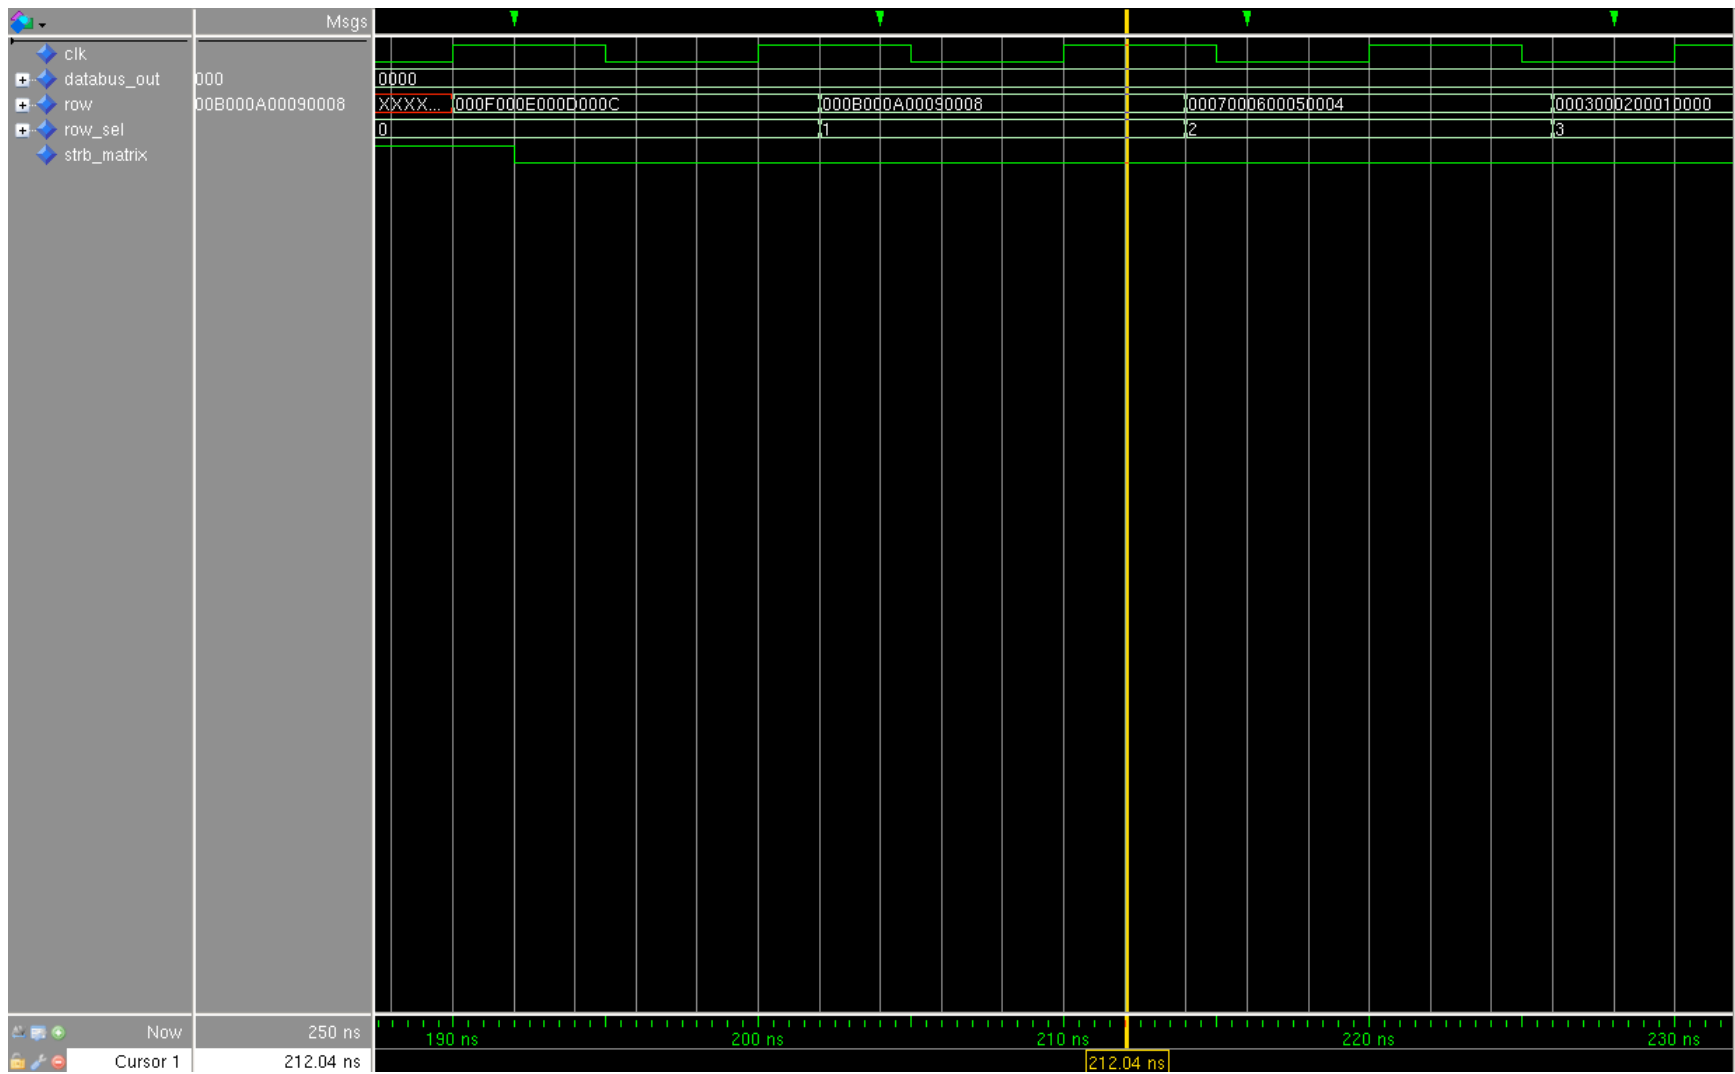 Msgs
clk
databus_out 000 0000
row 00B000A00090008 XXXX... 000F000E000D000C 000B000A00090008 0007000600050004 0003000200010000
row_sel 0 1 2 3
strb_matrix
Now 250 ns 190 ns 200 ns 210 ns 220 ns 230 ns
Cursor 1 212.04 ns 212.04 ns